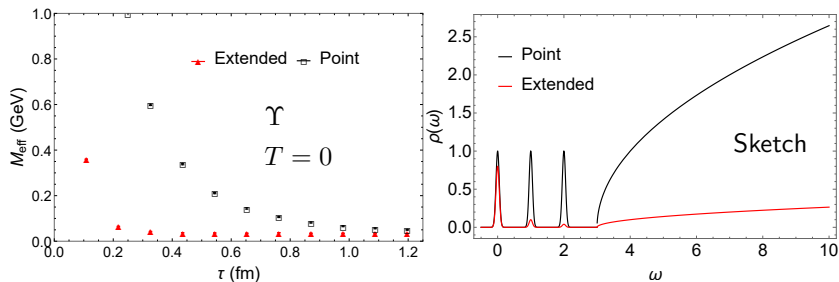 1.0
0.8
0.6
0.4
0.2
0.0
M_eff (GeV)
Extended
Point
Υ
T = 0
0.0 0.2 0.4 0.6 0.8 1.0 1.2
τ (fm)
2.5
2.0
1.5
1.0
0.5
0.0
ρ(ω)
Point
Extended
Sketch
0 2 4 6 8 10
ω